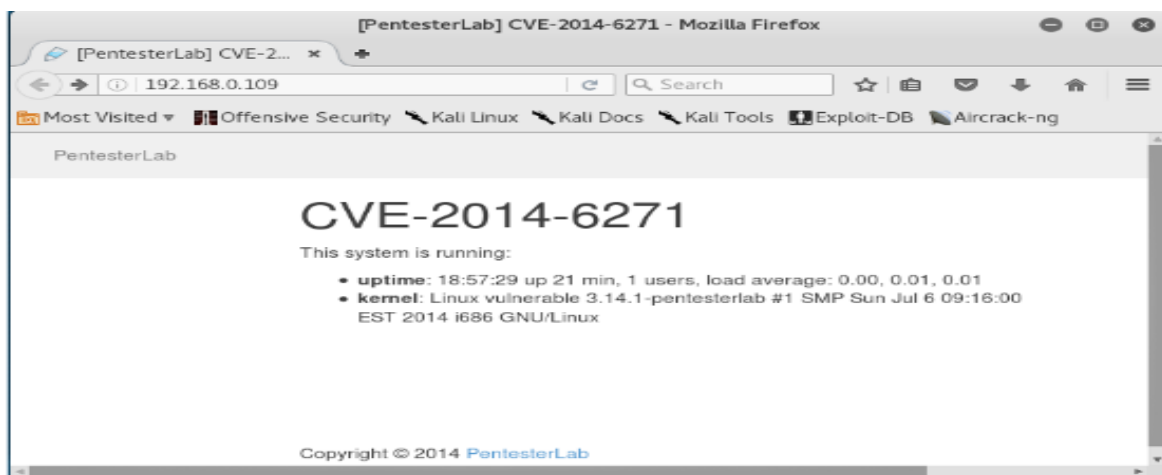 [PentesterLab] CVE-2014-6271 - Mozilla Firefox
[PentesterLab] CVE-2...
192.168.0.109
Search
Most Visited
Offensive Security
Kali Linux
Kali Docs
Kali Tools
Exploit-DB
Aircrack-ng
PentesterLab
CVE-2014-6271
This system is running:
• uptime: 18:57:29 up 21 min, 1 users, load average: 0.00, 0.01, 0.01
• kernel: Linux vulnerable 3.14.1-pentesterlab #1 SMP Sun Jul 6 09:16:00
EST 2014 i686 GNU/Linux
Copyright © 2014 PentesterLab